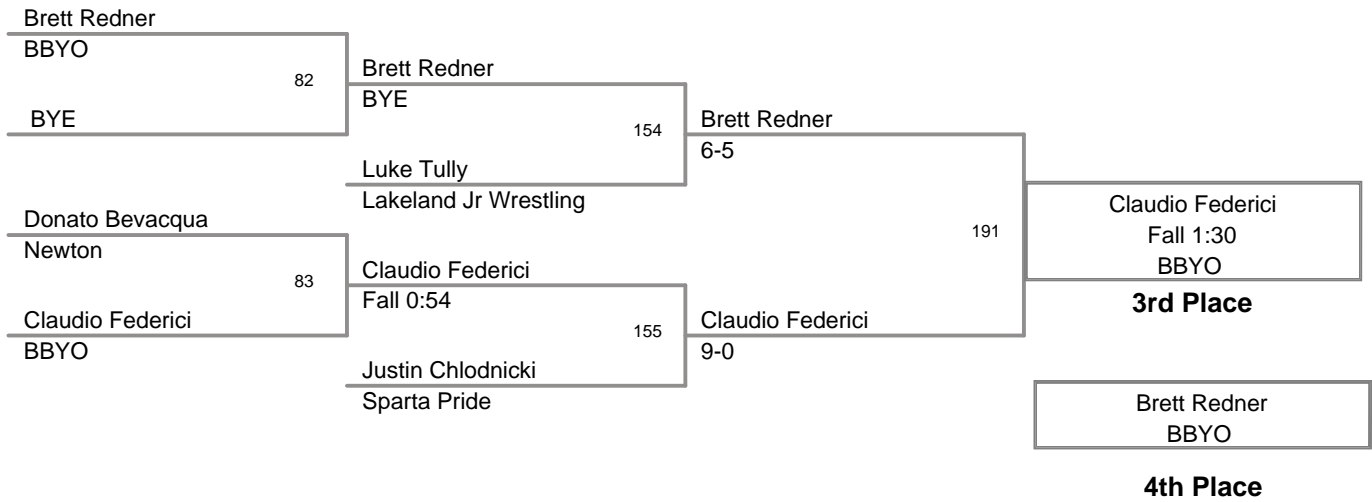 Brett Redner
BBYO
82
BYE
Brett Redner
BYE
154
Luke Tully
Lakeland Jr Wrestling
Brett Redner
6-5
Donato Bevacqua
Newton
83
Claudio Federici
BBYO
Claudio Federici
Fall 0:54
155
Justin Chlodnicki
Sparta Pride
Claudio Federici
9-0
191
Claudio Federici
Fall 1:30
BBYO
3rd Place
Brett Redner
BBYO
4th Place